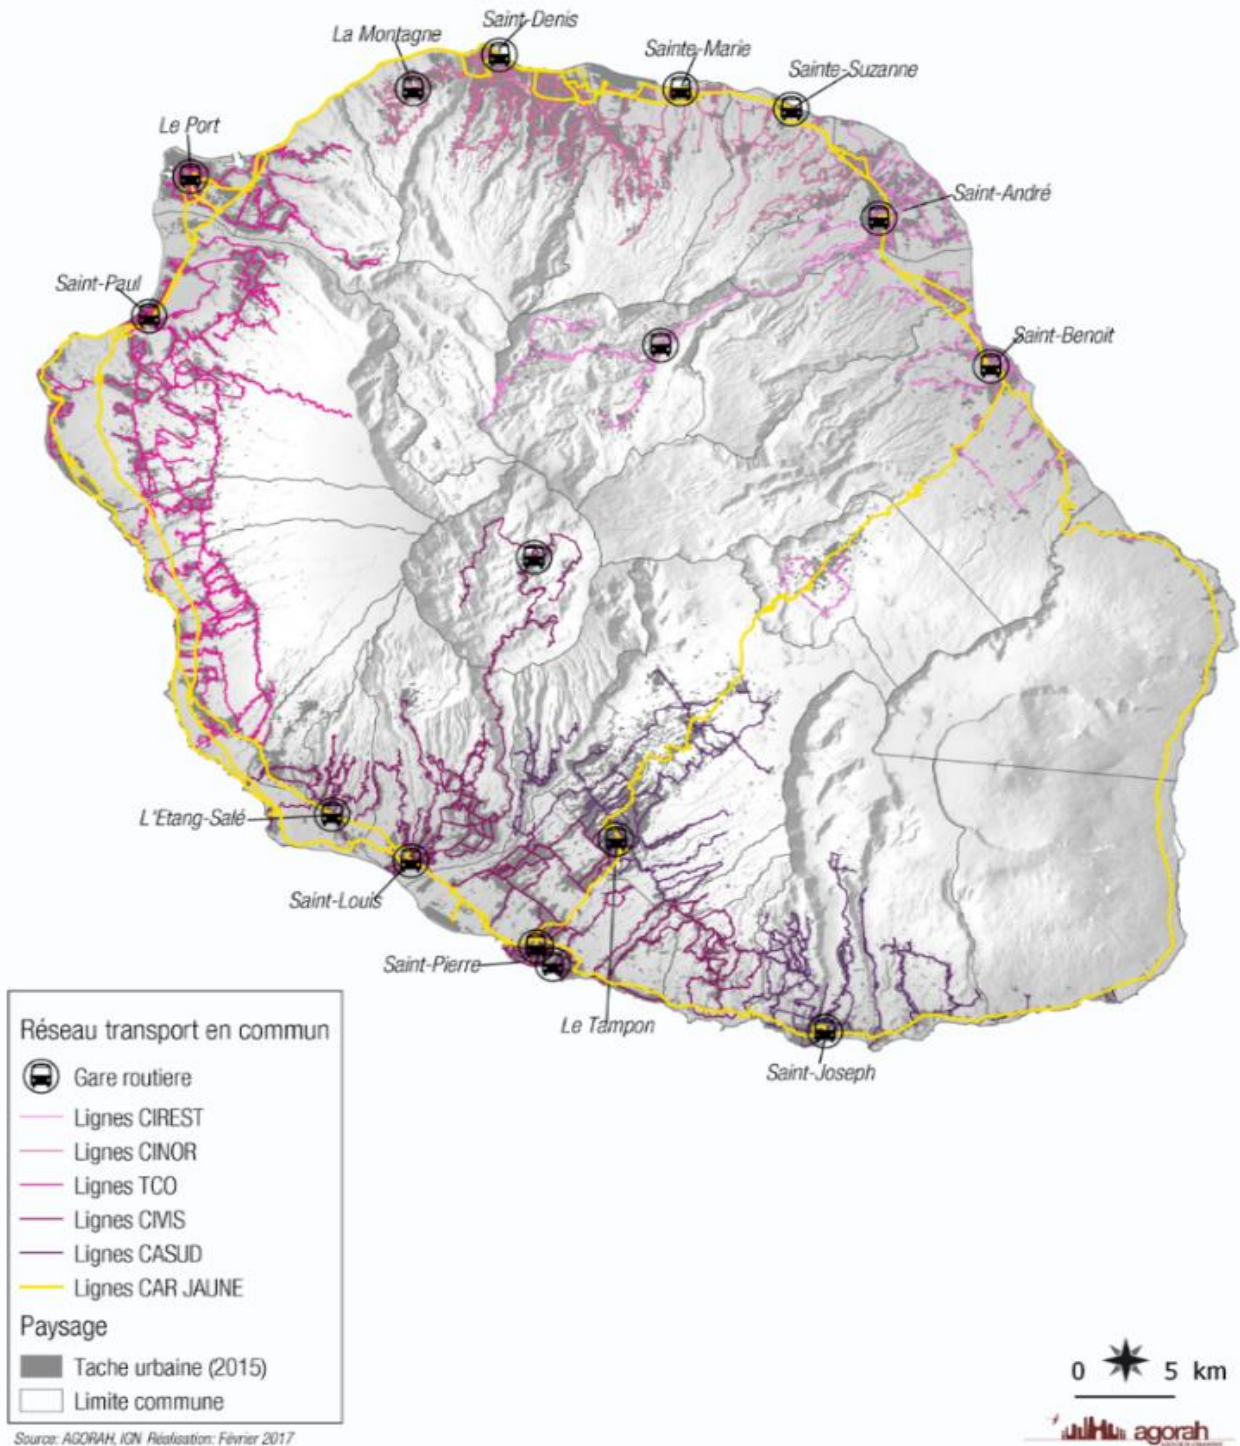 Saint-Denis
La Montagne
Sainte-Marie
Sainte-Suzanne
Le Port
Saint-André
Saint-Paul
Saint-Benoit
L'Etang-Salé
Saint-Louis
Saint-Pierre
Le Tampon
Saint-Joseph
Réseau transport en commun
Gare routiere
Lignes CIREST
Lignes CINOR
Lignes TCO
Lignes CIVIS
Lignes CASUD
Lignes CAR JAUNE
Paysage
Tache urbaine (2015)
Limite commune
0 5 km
agorah
Source: AGORAH, IGN Réalisation: Février 2017